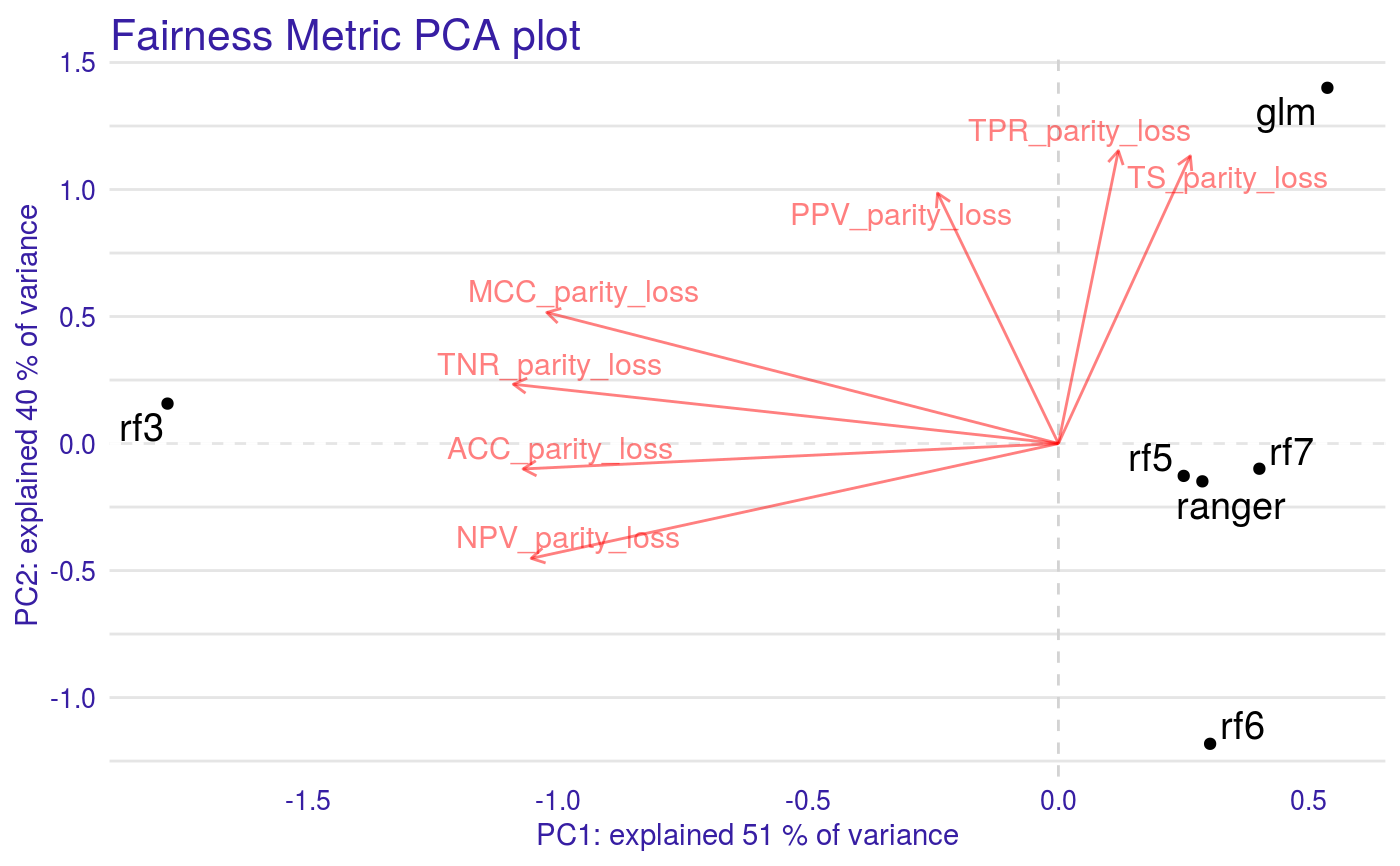 Fairness Metric PCA plot
1.5
glm
TPR_parity_loss
1.0
TS_parity_loss
PPV_parity_loss
MCC_parity_loss
0.5
TNR_parity_loss
rf3
0.0
ACC_parity_loss
rf5
rf7
ranger
NPV_parity_loss
-0.5
-1.0
rf6
PC2: explained 40 % of variance
-1.5
-1.0
-0.5
0.0
0.5
PC1: explained 51 % of variance